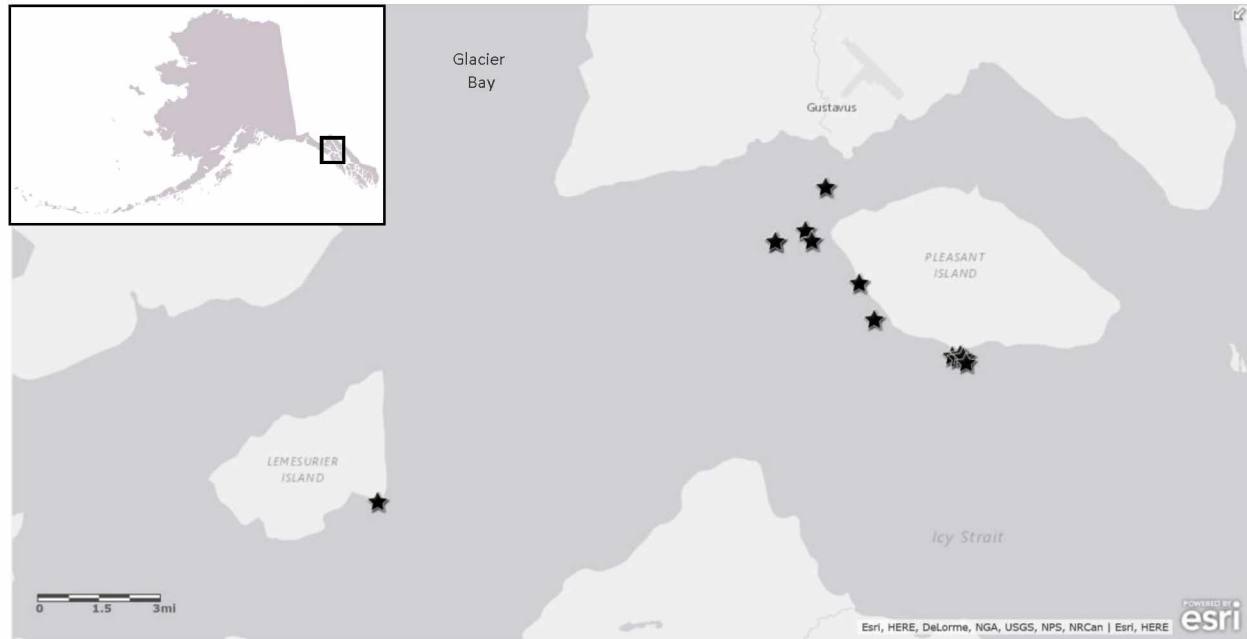 Glacier
Bay
Gustavus
PLEASANT
ISLAND
LEMESURIER
ISLAND
Icy Strait
0 1.5 3mi
Esri, HERE, DeLorme, NGA, USGS, NPS, NRCan | Esri, HERE
POWERED BY
esri